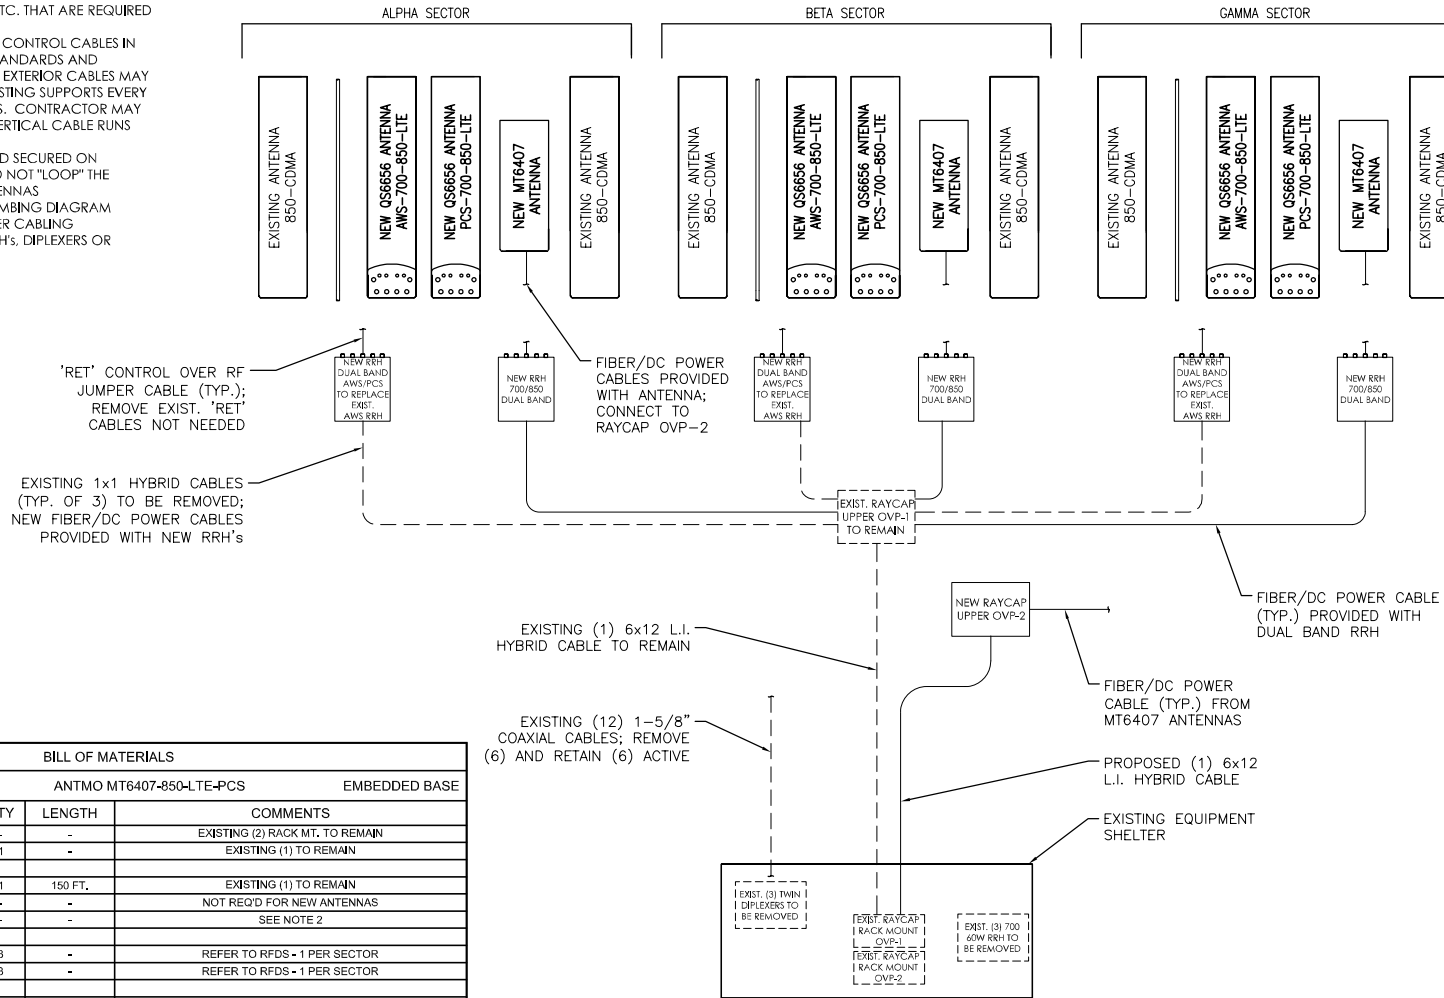 TC. THAT ARE REQUIRED
CONTROL CABLES IN
ANDARDS AND
EXTERIOR CABLES MAY
STING SUPPORTS EVERY
S. CONTRACTOR MAY
ERTICAL CABLE RUNS
D SECURED ON
O NOT "LOOP" THE
ENNAS
MBING DIAGRAM
ER CABLING
H's, DIPLEXERS OR
ALPHA SECTOR
BETA SECTOR
GAMMA SECTOR
EXISTING ANTENNA
850-CDMA
NEW QS6656 ANTENNA
AWS-700-850-LTE
NEW QS6656 ANTENNA
PCS-700-850-LTE
NEW MT6407
ANTENNA
EXISTING ANTENNA
850-CDMA
EXISTING ANTENNA
850-CDMA
NEW QS6656 ANTENNA
AWS-700-850-LTE
NEW QS6656 ANTENNA
PCS-700-850-LTE
NEW MT6407
ANTENNA
EXISTING ANTENNA
850-CDMA
EXISTING ANTENNA
850-CDMA
NEW QS6656 ANTENNA
AWS-700-850-LTE
NEW QS6656 ANTENNA
PCS-700-850-LTE
NEW MT6407
ANTENNA
EXISTING ANTENNA
850-CDMA
'RET' CONTROL OVER RF
JUMPER CABLE (TYP.);
REMOVE EXIST. 'RET'
CABLES NOT NEEDED
NEW RRH
DUAL BAND
AWS/PCS
TO REPLACE
EXIST.
AWS RRH
NEW RRH
700/850
DUAL BAND
FIBER/DC POWER
CABLES PROVIDED
WITH ANTENNA;
CONNECT TO
RAYCAP OVP-2
NEW RRH
DUAL BAND
AWS/PCS
TO REPLACE
EXIST.
AWS RRH
NEW RRH
700/850
DUAL BAND
NEW RRH
DUAL BAND
AWS/PCS
TO REPLACE
EXIST.
AWS RRH
NEW RRH
700/850
DUAL BAND
EXISTING 1x1 HYBRID CABLES
(TYP. OF 3) TO BE REMOVED;
NEW FIBER/DC POWER CABLES
PROVIDED WITH NEW RRH's
EXIST. RAYCAP
UPPER OVP-1
TO REMAIN
NEW RAYCAP
UPPER OVP-2
FIBER/DC POWER CABLE
(TYP.) PROVIDED WITH
DUAL BAND RRH
EXISTING (1) 6x12 L.I.
HYBRID CABLE TO REMAIN
FIBER/DC POWER
CABLE (TYP.) FROM
MT6407 ANTENNAS
EXISTING (12) 1-5/8"
COAXIAL CABLES; REMOVE
(6) AND RETAIN (6) ACTIVE
PROPOSED (1) 6x12
L.I. HYBRID CABLE
EXISTING EQUIPMENT
SHELTER
EXIST. (3) TWIN
DIPLEXERS TO
BE REMOVED
EXIST. RAYCAP
RACK MOUNT
OVP-1
EXIST. RAYCAP
RACK MOUNT
OVP-2
EXIST. (3) 700
60W RRH TO
BE REMOVED
BILL OF MATERIALS
ANTMO MT6407-850-LTE-PCS EMBEDDED BASE
TY LENGTH COMMENTS
- - EXISTING (2) RACK MT. TO REMAIN
1 - EXISTING (1) TO REMAIN
1 150 FT. EXISTING (1) TO REMAIN
- - NOT REQ'D FOR NEW ANTENNAS
- - SEE NOTE 2
3 - REFER TO RFDS - 1 PER SECTOR
3 - REFER TO RFDS - 1 PER SECTOR